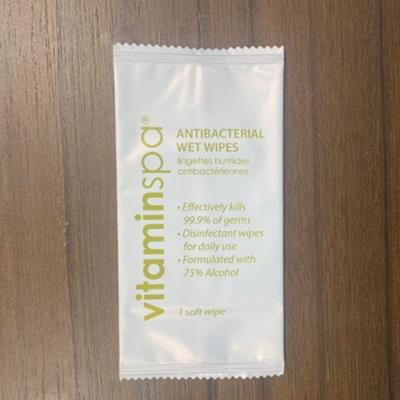 vitaminspa®
ANTIBACTERIAL
WET WIPES
lingettes humides
antibactériennes
• Effectively kills
99.9% of germs
• Disinfectant wipes
for daily use
• Formulated with
75% Alcohol
1 soft wipe